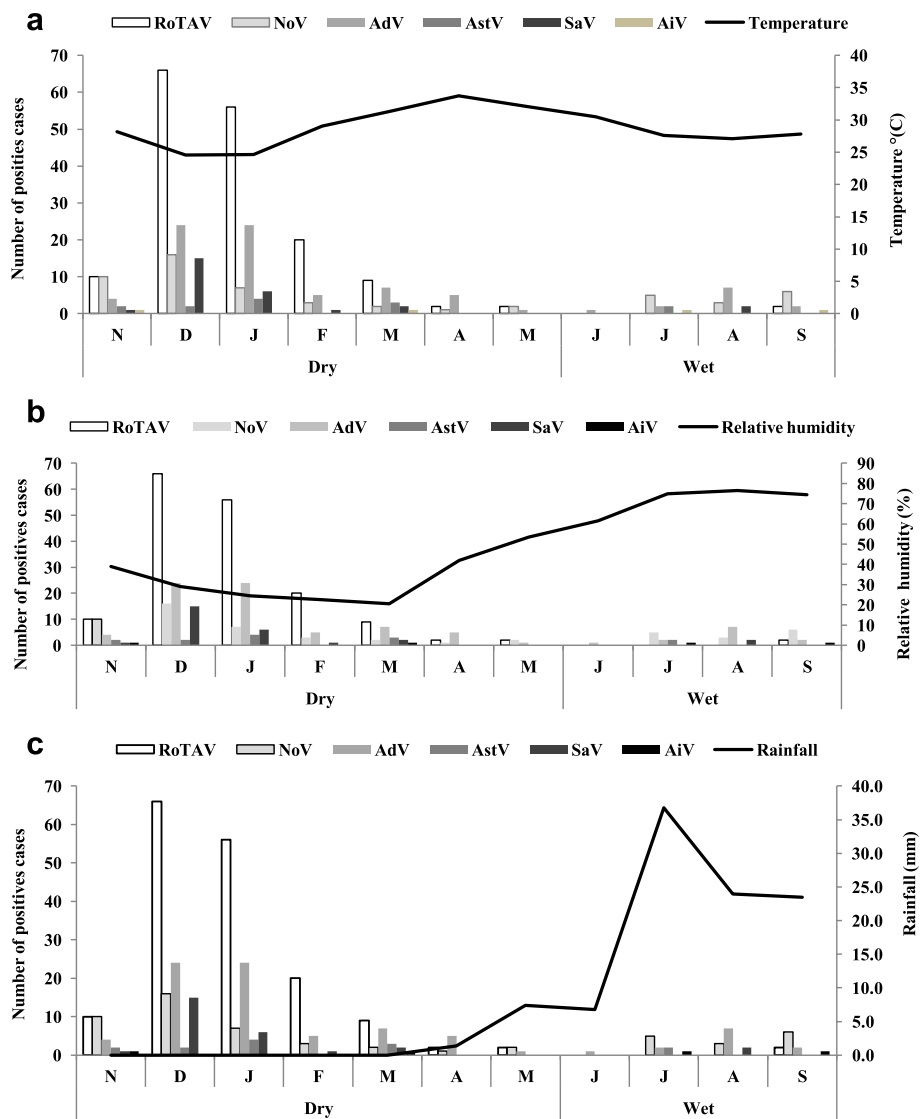 a
RoTAV NoV AdV AstV SaV AiV Temperature
Number of posities cases
70
60
50
40
30
20
10
0
40
35
30
25
20
15
10
5
0
Temperature °(C)
N D J F M A M J J A S
Dry Wet
b
RoTAV NoV AdV AstV SaV AiV Relative humidity
Number of positives cases
70
60
50
40
30
20
10
0
90
80
70
60
50
40
30
20
10
0
Relative humidity (%)
N D J F M A M J J A S
Dry Wet
c
RoTAV NoV AdV AstV SaV AiV Rainfall
Number of positives cases
70
60
50
40
30
20
10
0
40.0
35.0
30.0
25.0
20.0
15.0
10.0
5.0
0.0
Rainfall (mm)
N D J F M A M J J A S
Dry Wet